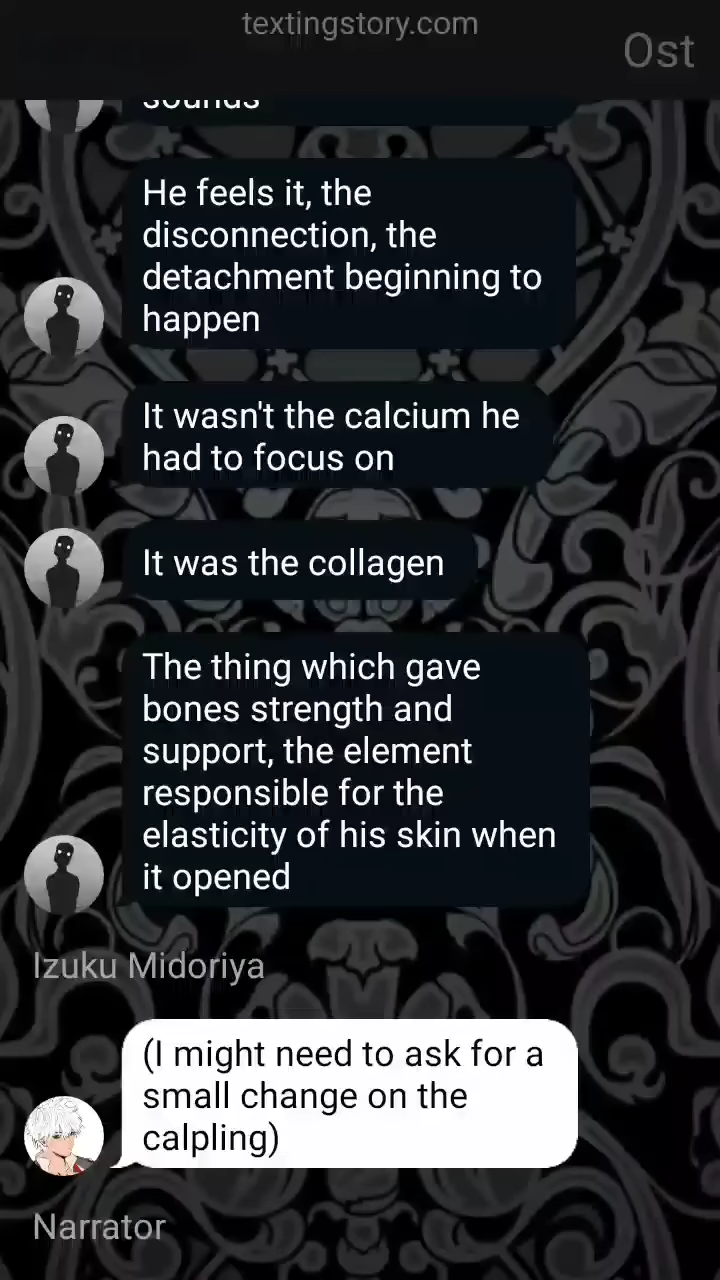 textingstory.com
Ost
sounds
He feels it, the
disconnection, the
detachment beginning to
happen
It wasn't the calcium he
had to focus on
It was the collagen
The thing which gave
bones strength and
support, the element
responsible for the
elasticity of his skin when
it opened
Izuku Midoriya
(I might need to ask for a
small change on the
calpling)
Narrator